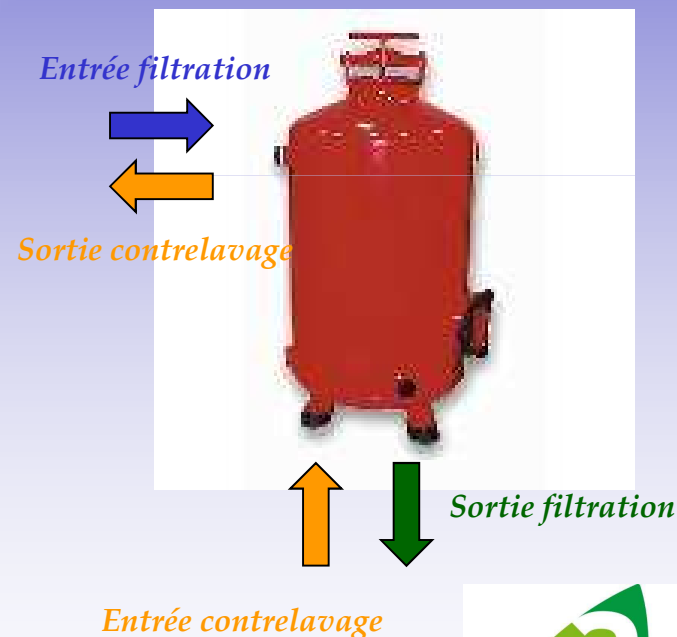 Entrée filtration
Sortie contrelavage
Sortie filtration
Entrée contrelavage